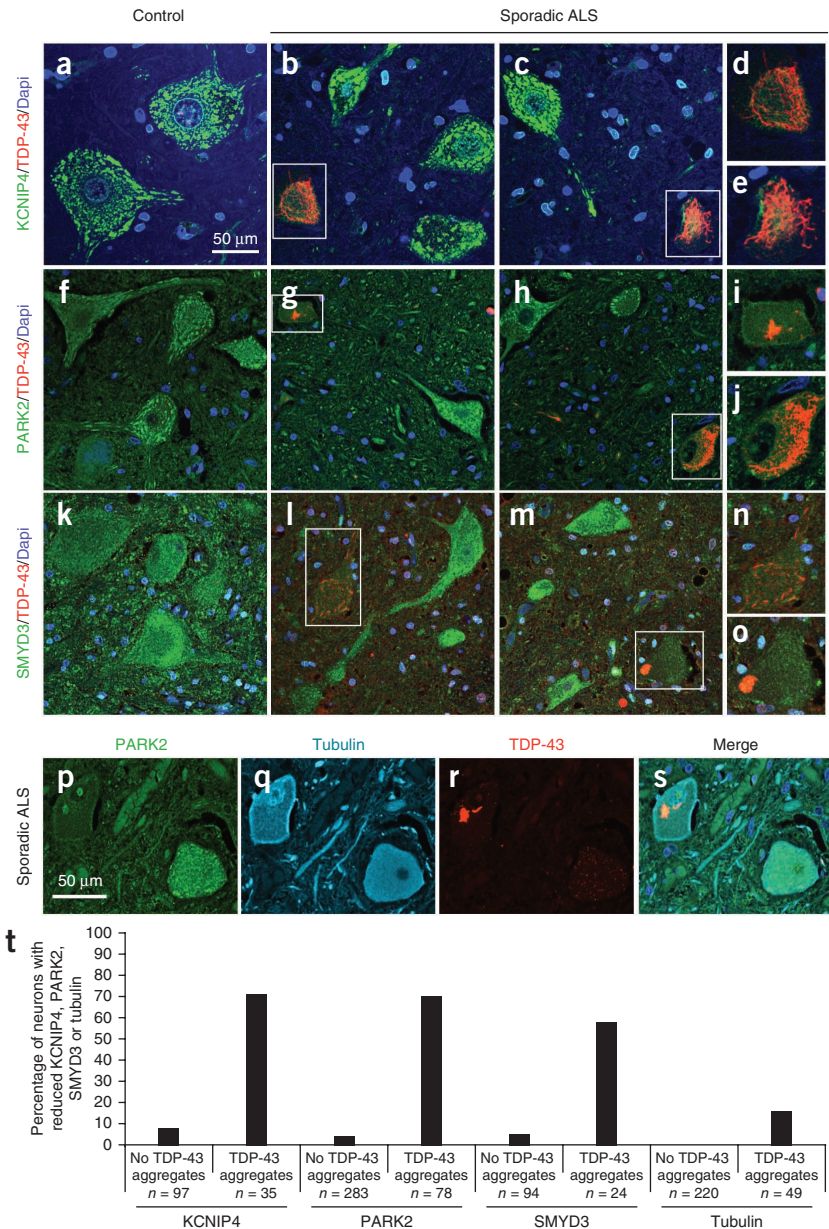 Control
Sporadic ALS
KCNIP4/TDP-43/Dapi
a
50 μm
b
c
d
e
PARK2/TDP-43/Dapi
f
g
h
i
j
SMYD3/TDP-43/Dapi
k
l
m
n
o
PARK2
Tubulin
TDP-43
Merge
Sporadic ALS
p
50 μm
q
r
s
t
Percentage of neurons with
reduced KCNIP4, PARK2,
SMYD3 or tubulin
100
90
80
70
60
50
40
30
20
10
0
No TDP-43
aggregates
n = 97
TDP-43
aggregates
n = 35
No TDP-43
aggregates
n = 283
TDP-43
aggregates
n = 78
No TDP-43
aggregates
n = 94
TDP-43
aggregates
n = 24
No TDP-43
aggregates
n = 220
TDP-43
aggregates
n = 49
KCNIP4
PARK2
SMYD3
Tubulin